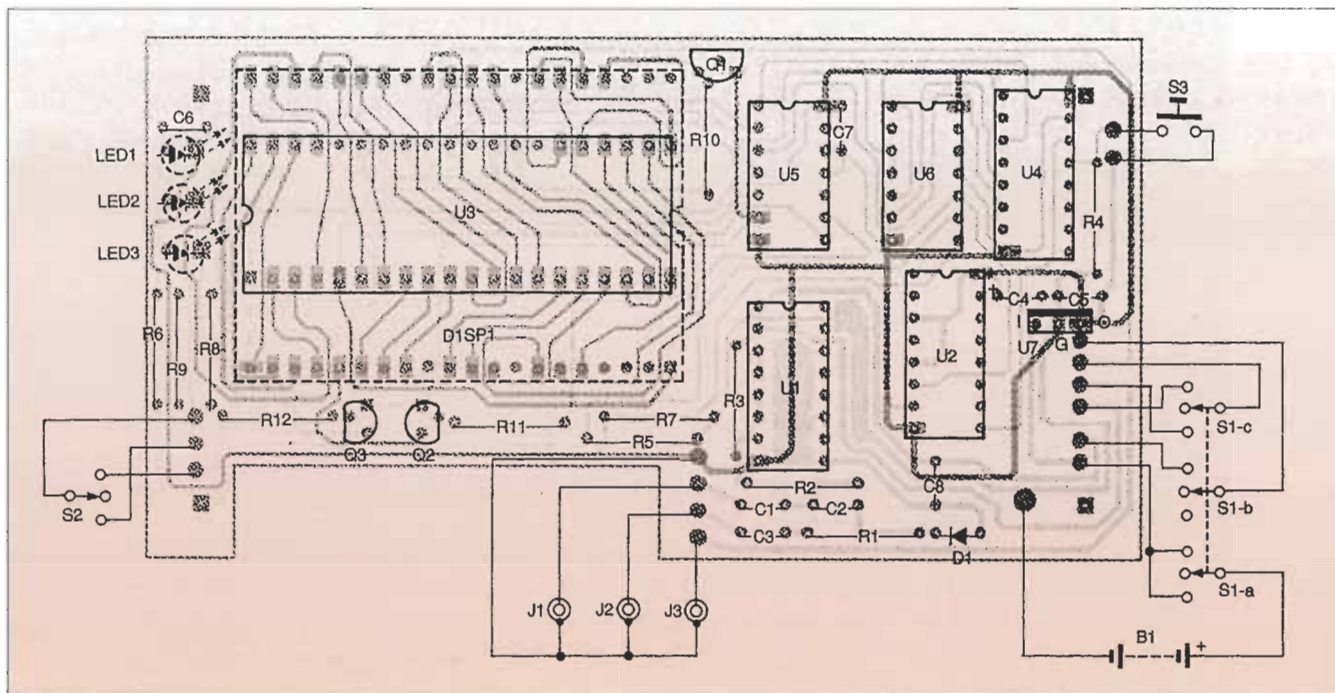 C6
LED1
LED2
LED3
R6
R9
R8
U3
D1SP1
R12
Q3
Q2
R11
R7
R5
S2
Q1
R10
U5
C7
U6
U4
R4
S3
U1
R3
U2
+
C4
C5
I
U7
G
O
R2
C1
C2
C3
R1
C8
D1
S1-c
S1-b
S1-a
J1
J2
J3
B1
+